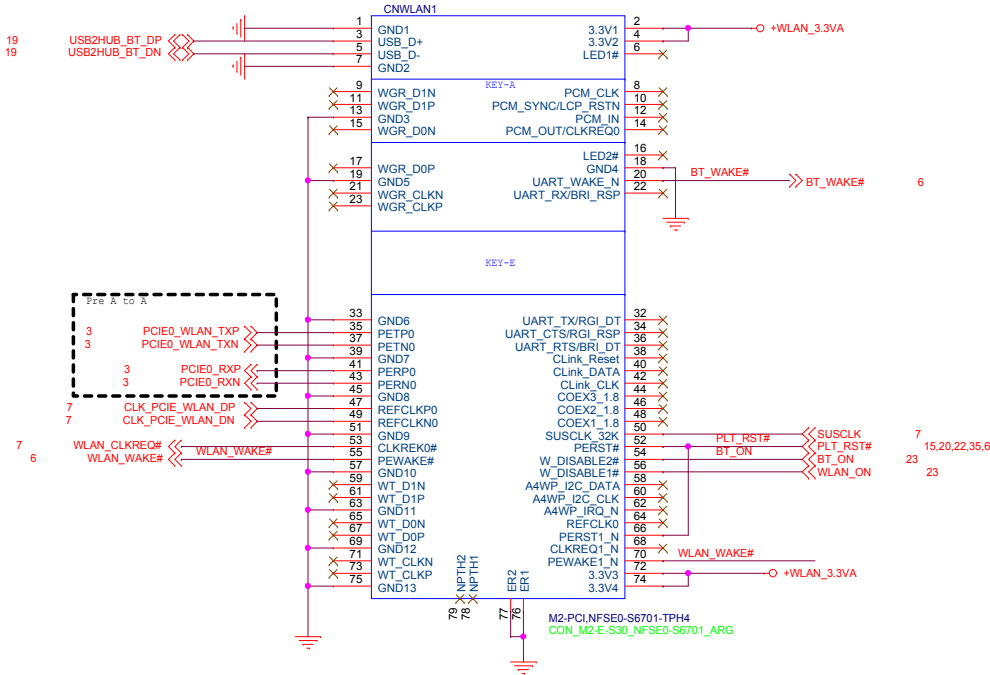 CNWLAN1
1 GND1 3.3V1 2 +WLAN_3.3VA
19 USB2HUB_BT_DP 3 USB_D+ 3.3V2 4
19 USB2HUB_BT_DN 5 USB_D- LED1# 6
7 GND2
KEY-A
9 WGR_D1N PCM_CLK 8
11 WGR_D1P PCM_SYNC/LCP_RSTN 10
13 GND3 PCM_IN 12
15 WGR_D0N PCM_OUT/CLKREQ0 14
LED2# 16
17 WGR_D0P GND4 18
19 GND5 UART_WAKE_N 20 BT_WAKE# BT_WAKE# 6
21 WGR_CLKN UART_RX/BRI_RSP 22
23 WGR_CLKP
KEY-E
Pre A to A
33 GND6 UART_TX/RGI_DT 32
3 PCIE0_WLAN_TXP 35 PETP0 UART_CTS/RGI_RSP 34
3 PCIE0_WLAN_TXN 37 PETN0 UART_RTS/BRI_DT 36
39 GND7 CLink_Reset 38
3 PCIE0_RXP 41 PERP0 CLink_DATA 40
3 PCIE0_RXN 43 PERN0 CLink_CLK 42
45 GND8 COEX3_1.8 44
7 CLK_PCIE_WLAN_DP 47 REFCLKP0 COEX2_1.8 46
7 CLK_PCIE_WLAN_DN 49 REFCLKN0 COEX1_1.8 48
51 GND9 SUSCLK_32K 50 SUSCLK 7
7 WLAN_CLKREQ# 53 CLKREK0# PERST# 52 PLT_RST# PLT_RST# 15,20,22,35,6
6 WLAN_WAKE# WLAN_WAKE# 55 PEWAKE# W_DISABLE2# 54 BT_ON BT_ON 23
57 GND10 W_DISABLE1# 56 WLAN_ON 23
59 WT_D1N A4WP_I2C_DATA 58
61 WT_D1P A4WP_I2C_CLK 60
63 GND11 A4WP_IRQ_N 62
65 WT_D0N REFCLK0 64
67 WT_D0P PERST1_N 66
69 GND12 CLKREQ1_N 68
71 WT_CLKN PEWAKE1_N 70 WLAN_WAKE#
73 WT_CLKP 3.3V3 72 +WLAN_3.3VA
75 GND13 3.3V4 74
NPTH2 NPTH1 ER2 ER1
79 78 77 76
M2-PCI,NFSE0-S6701-TPH4
CON_M2-E-S30_NFSE0-S6701_ARG